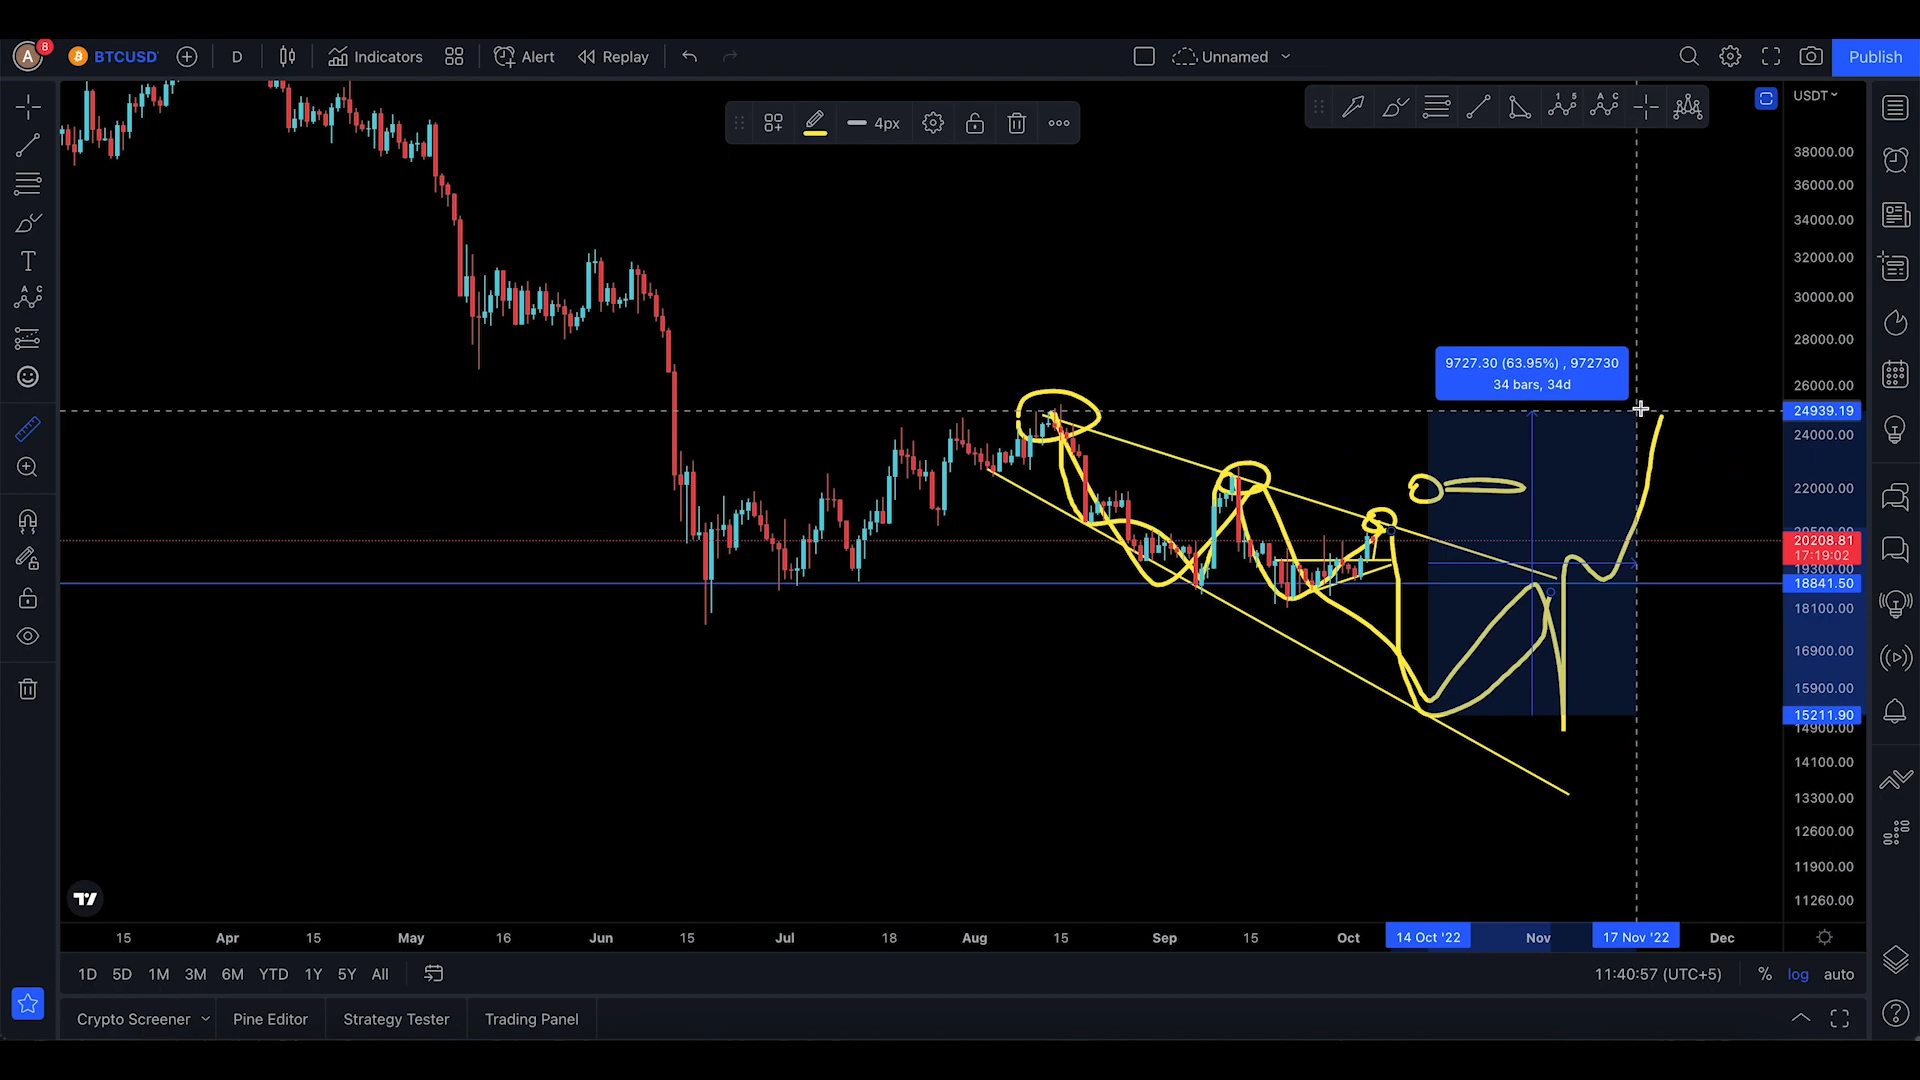 A 8 BTCUSD D Indicators Alert Replay Unnamed Publish
4px
1 5 A C
USDT
A C
38000.00
36000.00
34000.00
32000.00
30000.00
28000.00
9727.30 (63.95%) , 972730
34 bars, 34d
26000.00
24939.19
24000.00
22000.00
20500.00
20208.81
17:19:02
19300.00
18841.50
18100.00
16900.00
15900.00
15211.90
14900.00
14100.00
13300.00
12600.00
11900.00
11260.00
15 Apr 15 May 16 Jun 15 Jul 18 Aug 15 Sep 15 Oct 14 Oct '22 Nov 17 Nov '22 Dec
1D 5D 1M 3M 6M YTD 1Y 5Y All 11:40:57 (UTC+5) % log auto
Crypto Screener Pine Editor Strategy Tester Trading Panel